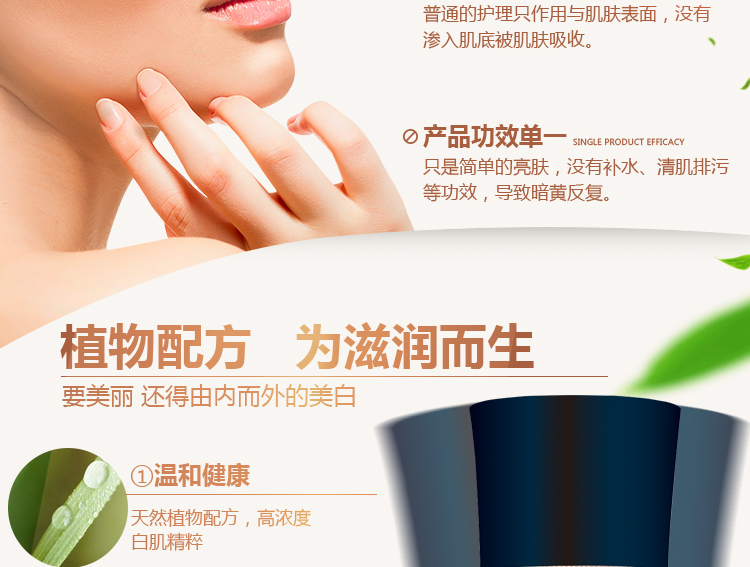 普通的护理只作用与肌肤表面，没有
渗入肌底被肌肤吸收。
产品功效单一 SINGLE PRODUCT EFFICACY
只是简单的亮肤，没有补水、清肌排污
等功效，导致暗黄反复。
植物配方 为滋润而生
要美丽 还得由内而外的美白
①温和健康
天然植物配方，高浓度
白肌精粹